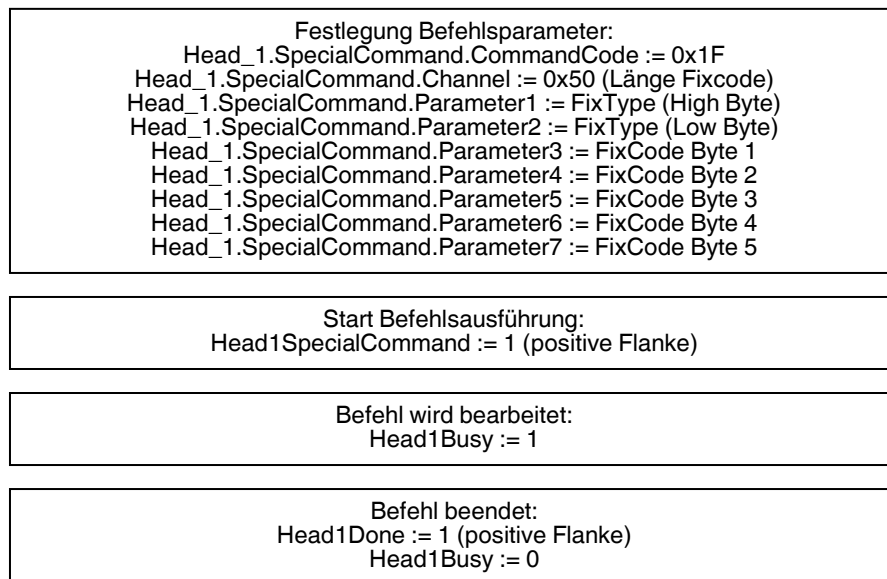 Festlegung Befehlsparameter:
Head_1.SpecialCommand.CommandCode := 0x1F
Head_1.SpecialCommand.Channel := 0x50 (Länge Fixcode)
Head_1.SpecialCommand.Parameter1 := FixType (High Byte)
Head_1.SpecialCommand.Parameter2 := FixType (Low Byte)
Head_1.SpecialCommand.Parameter3 := FixCode Byte 1
Head_1.SpecialCommand.Parameter4 := FixCode Byte 2
Head_1.SpecialCommand.Parameter5 := FixCode Byte 3
Head_1.SpecialCommand.Parameter6 := FixCode Byte 4
Head_1.SpecialCommand.Parameter7 := FixCode Byte 5
Start Befehlsausführung:
Head1SpecialCommand := 1 (positive Flanke)
Befehl wird bearbeitet:
Head1Busy := 1
Befehl beendet:
Head1Done := 1 (positive Flanke)
Head1Busy := 0